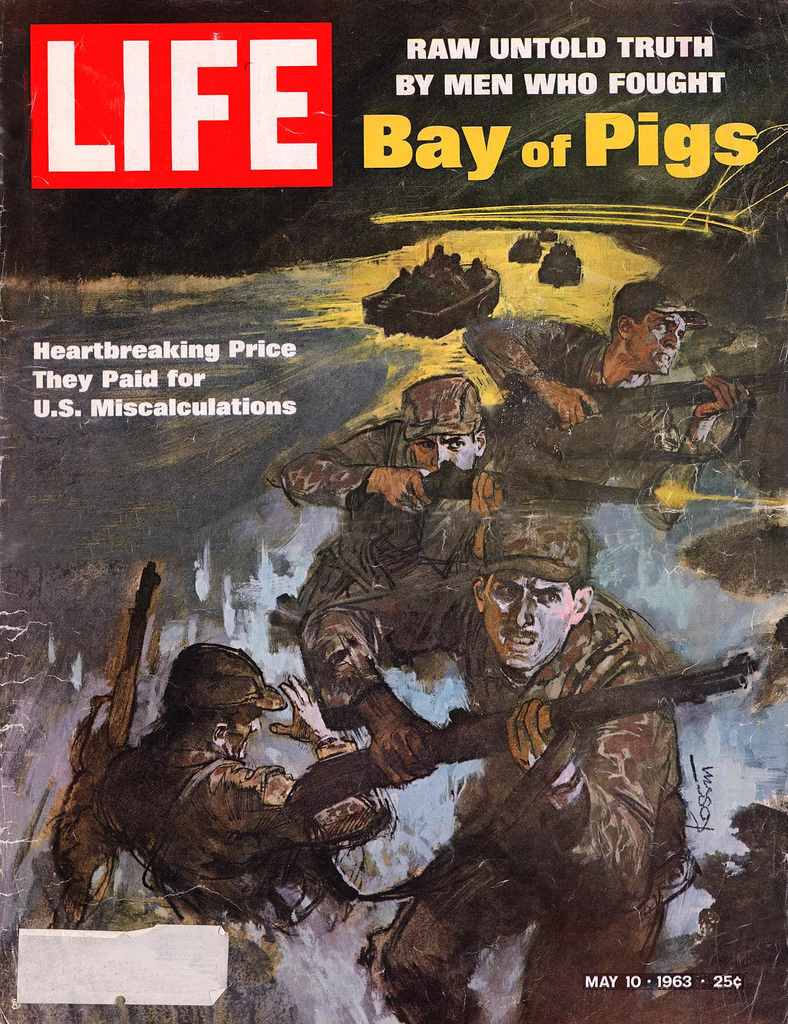 LIFE
RAW UNTOLD TRUTH
BY MEN WHO FOUGHT
Bay of Pigs
Heartbreaking Price
They Paid for
U.S. Miscalculations
MAY 10 · 1963 · 25¢